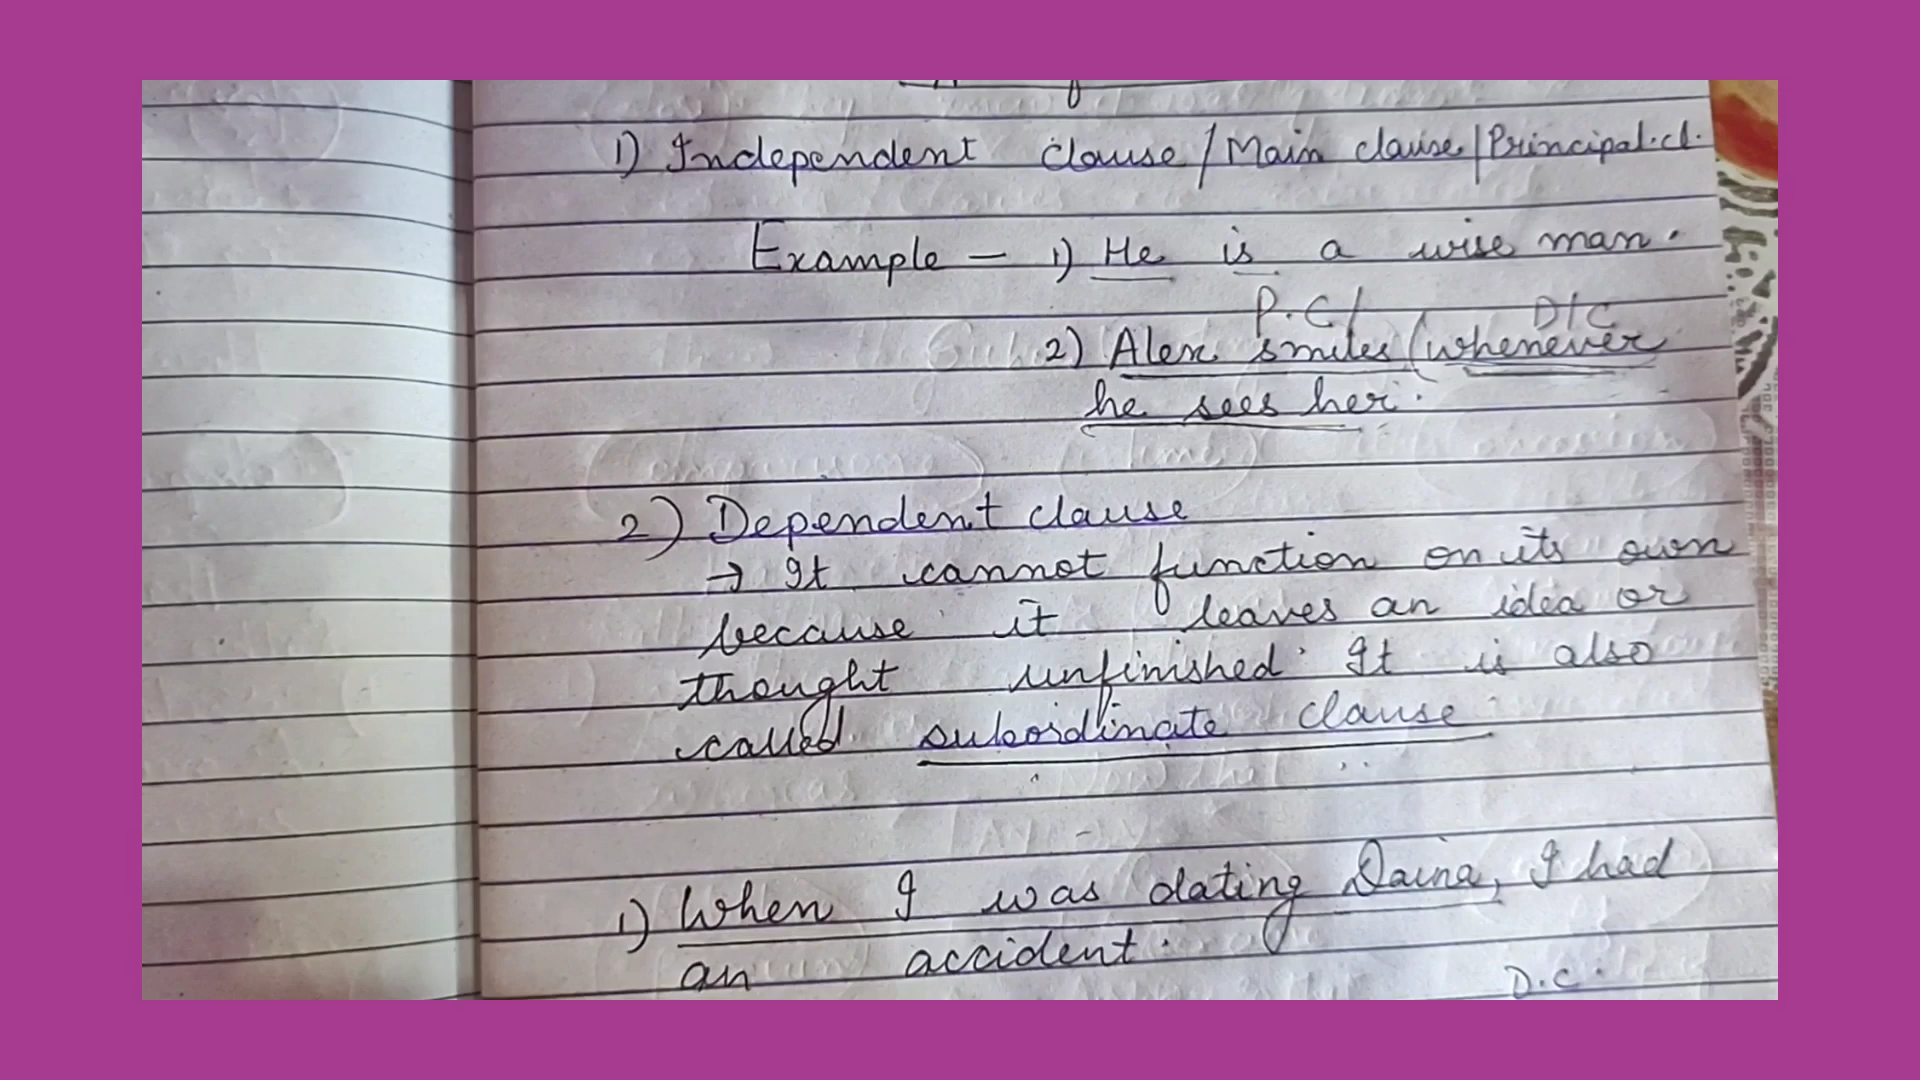 1) Independent clause/Main clause/Principal.cl.
Example — 1) He is a wise man.
P.C/ D/C
2) Alex smiles (whenever
he sees her.
2) Dependent clause
→ It cannot function on its own
because it leaves an idea or
thought unfinished. It is also
called subordinate clause
1) When I was dating Daina, I had
an accident.
D.C.